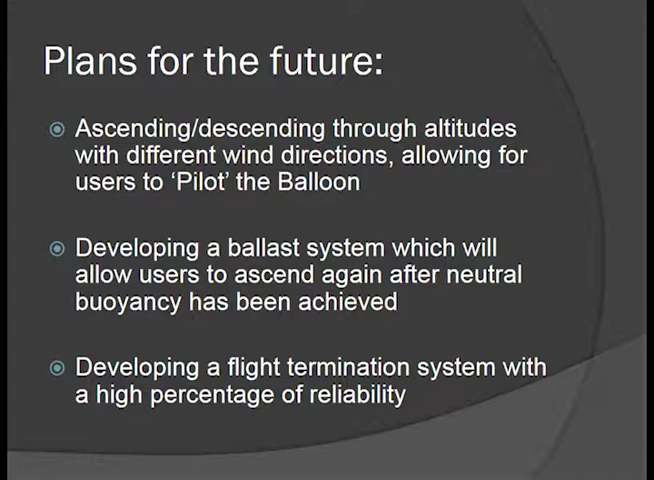 Plans for the future:
Ascending/descending through altitudes
with different wind directions, allowing for
users to ‘Pilot’ the Balloon
Developing a ballast system which will
allow users to ascend again after neutral
buoyancy has been achieved
Developing a flight termination system with
a high percentage of reliability